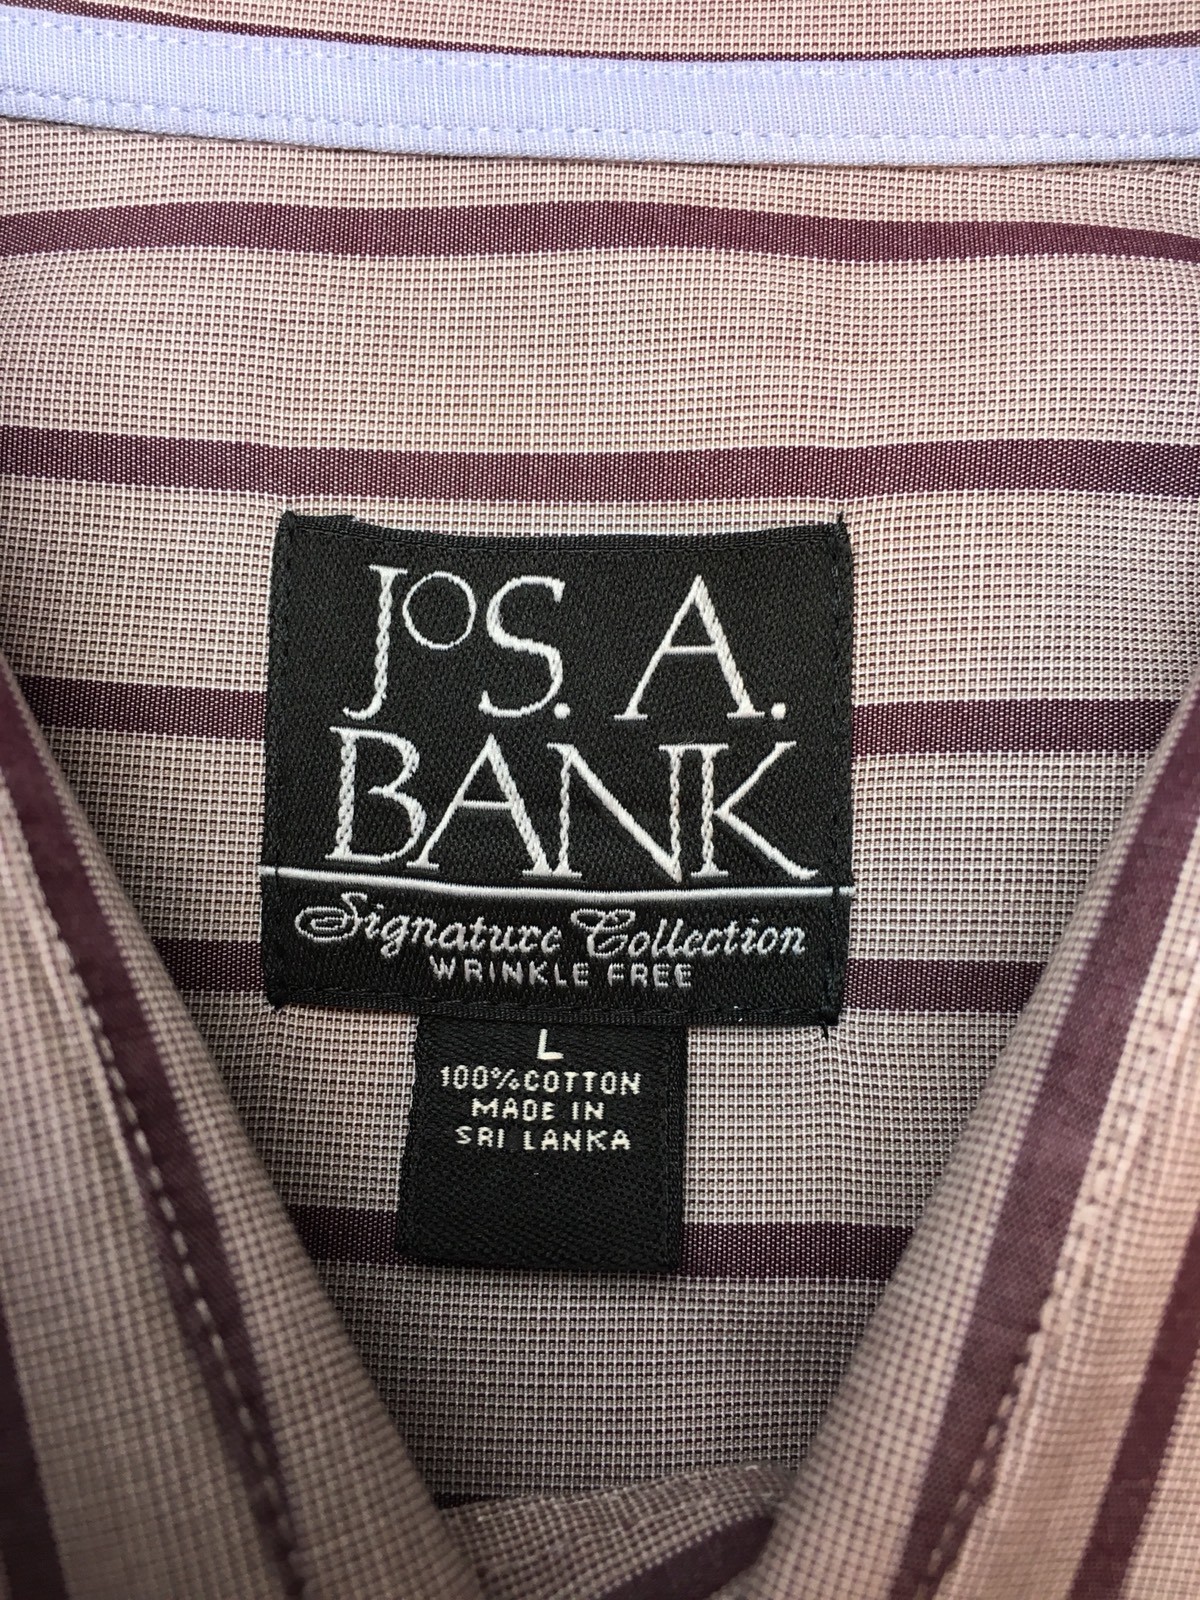 JoS. A.
BANK
Signature Collection
WRINKLE FREE
L
100%COTTON
MADE IN
SRI LANKA